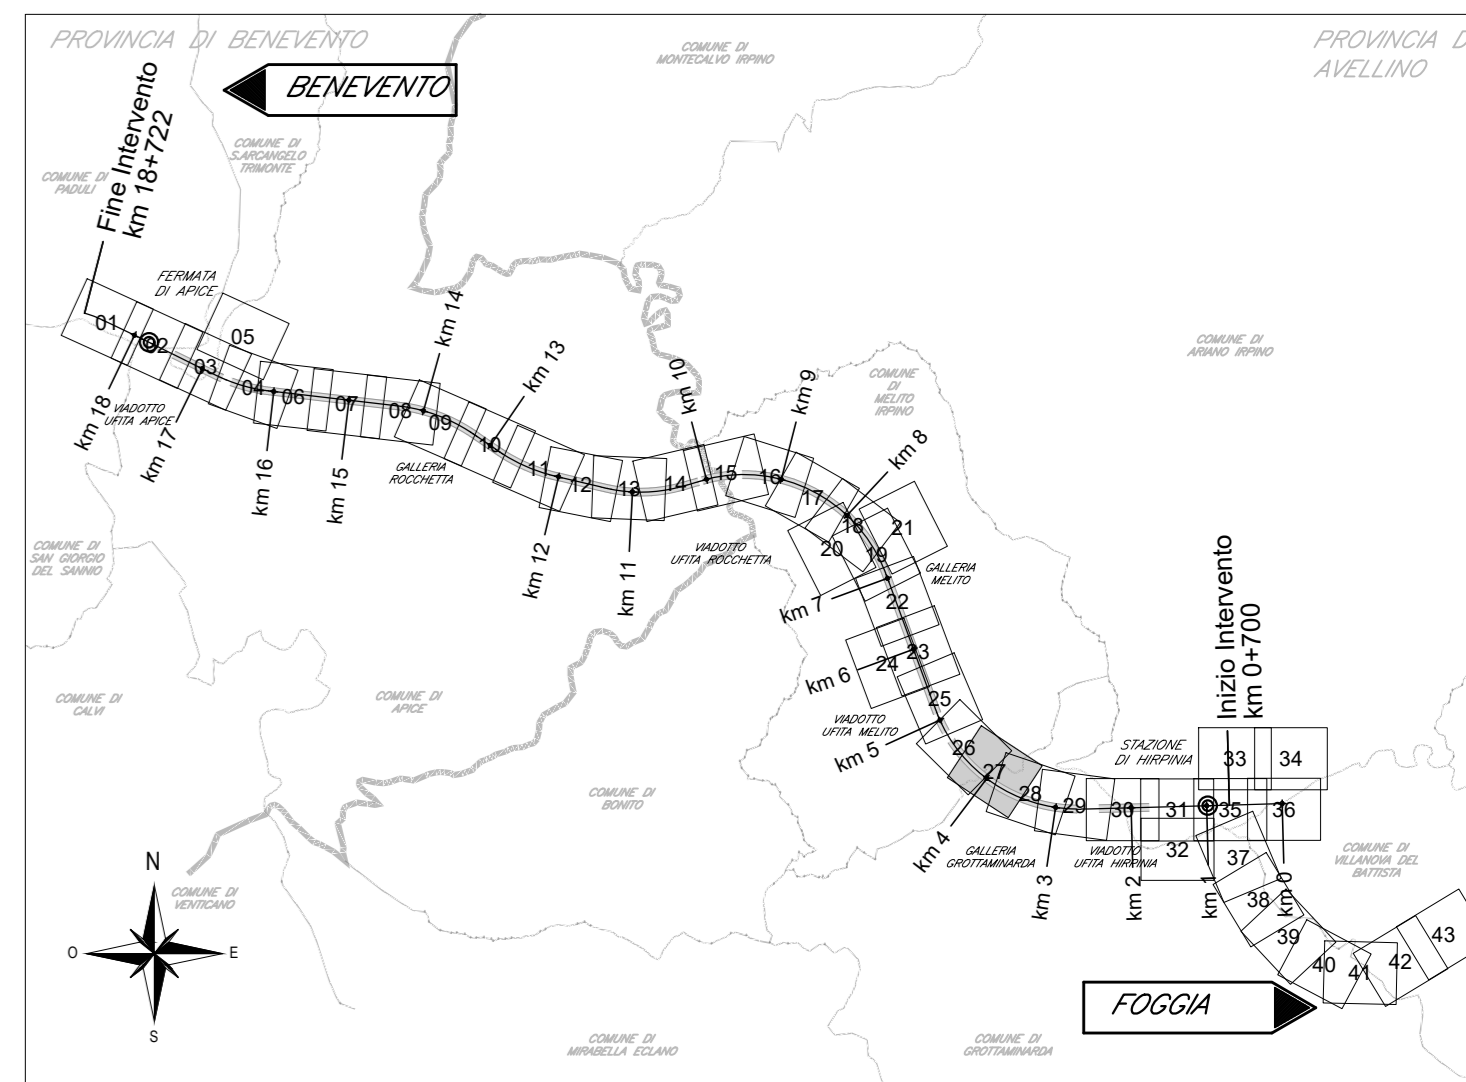 PROVINCIA DI BENEVENTO
COMUNE DI
MONTECALVO IRPINO
PROVINCIA D
AVELLINO
BENEVENTO
Fine Intervento
km 18+722
COMUNE DI
S.ARCANGELO
TRIMONTE
COMUNE DI
PADULI
FERMATA
DI APICE
01
02
03
04
05
06
07
08
09
10
11
12
13
14
15
16
17
18
19
20
21
22
23
24
25
26
27
28
29
30
31
32
33
34
35
36
37
38
39
40
41
42
43
km 18
km 17
km 16
km 15
km 14
km 13
km 12
km 11
km 10
km 9
km 8
km 7
km 6
km 5
km 4
km 3
km 2
km 1
km 0
VIADOTTO
UFITA APICE
GALLERIA
ROCCHETTA
COMUNE DI
ARIANO IRPINO
COMUNE
DI
MELITO
IRPINO
COMUNE DI
SAN GIORGIO
DEL SANNIO
VIADOTTO
UFITA ROCCHETTA
GALLERIA
MELITO
Inizio Intervento
km 0+700
COMUNE DI
CALVI
COMUNE DI
APICE
VIADOTTO
UFITA MELITO
STAZIONE
DI HIRPINIA
COMUNE DI
BONITO
GALLERIA
GROTTAMINARDA
VIADOTTO
UFITA HIRPINIA
COMUNE DI
VILLANOVA DEL
BATTISTA
N
O
E
S
COMUNE DI
VENTICANO
FOGGIA
COMUNE DI
MIRABELLA ECLANO
COMUNE DI
GROTTAMINARDA